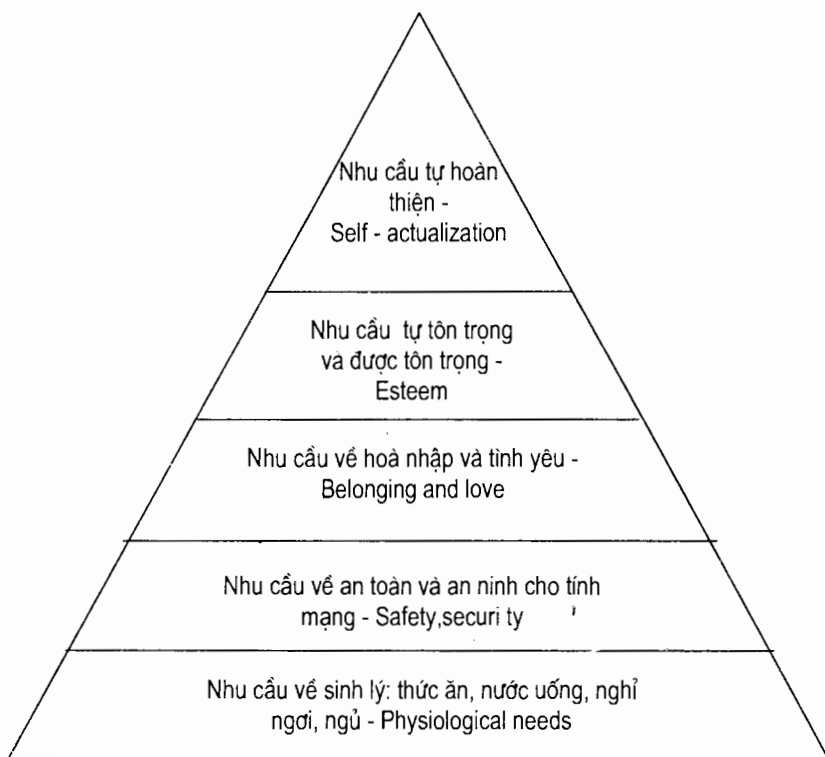 Nhu cầu tự hoàn
thiện -
Self - actualization
Nhu cầu tự tôn trọng
và được tôn trọng -
Esteem
Nhu cầu về hoà nhập và tình yêu -
Belonging and love
Nhu cầu về an toàn và an ninh cho tính
mạng - Safety,securi ty
Nhu cầu về sinh lý: thức ăn, nước uống, nghỉ
ngơi, ngủ - Physiological needs